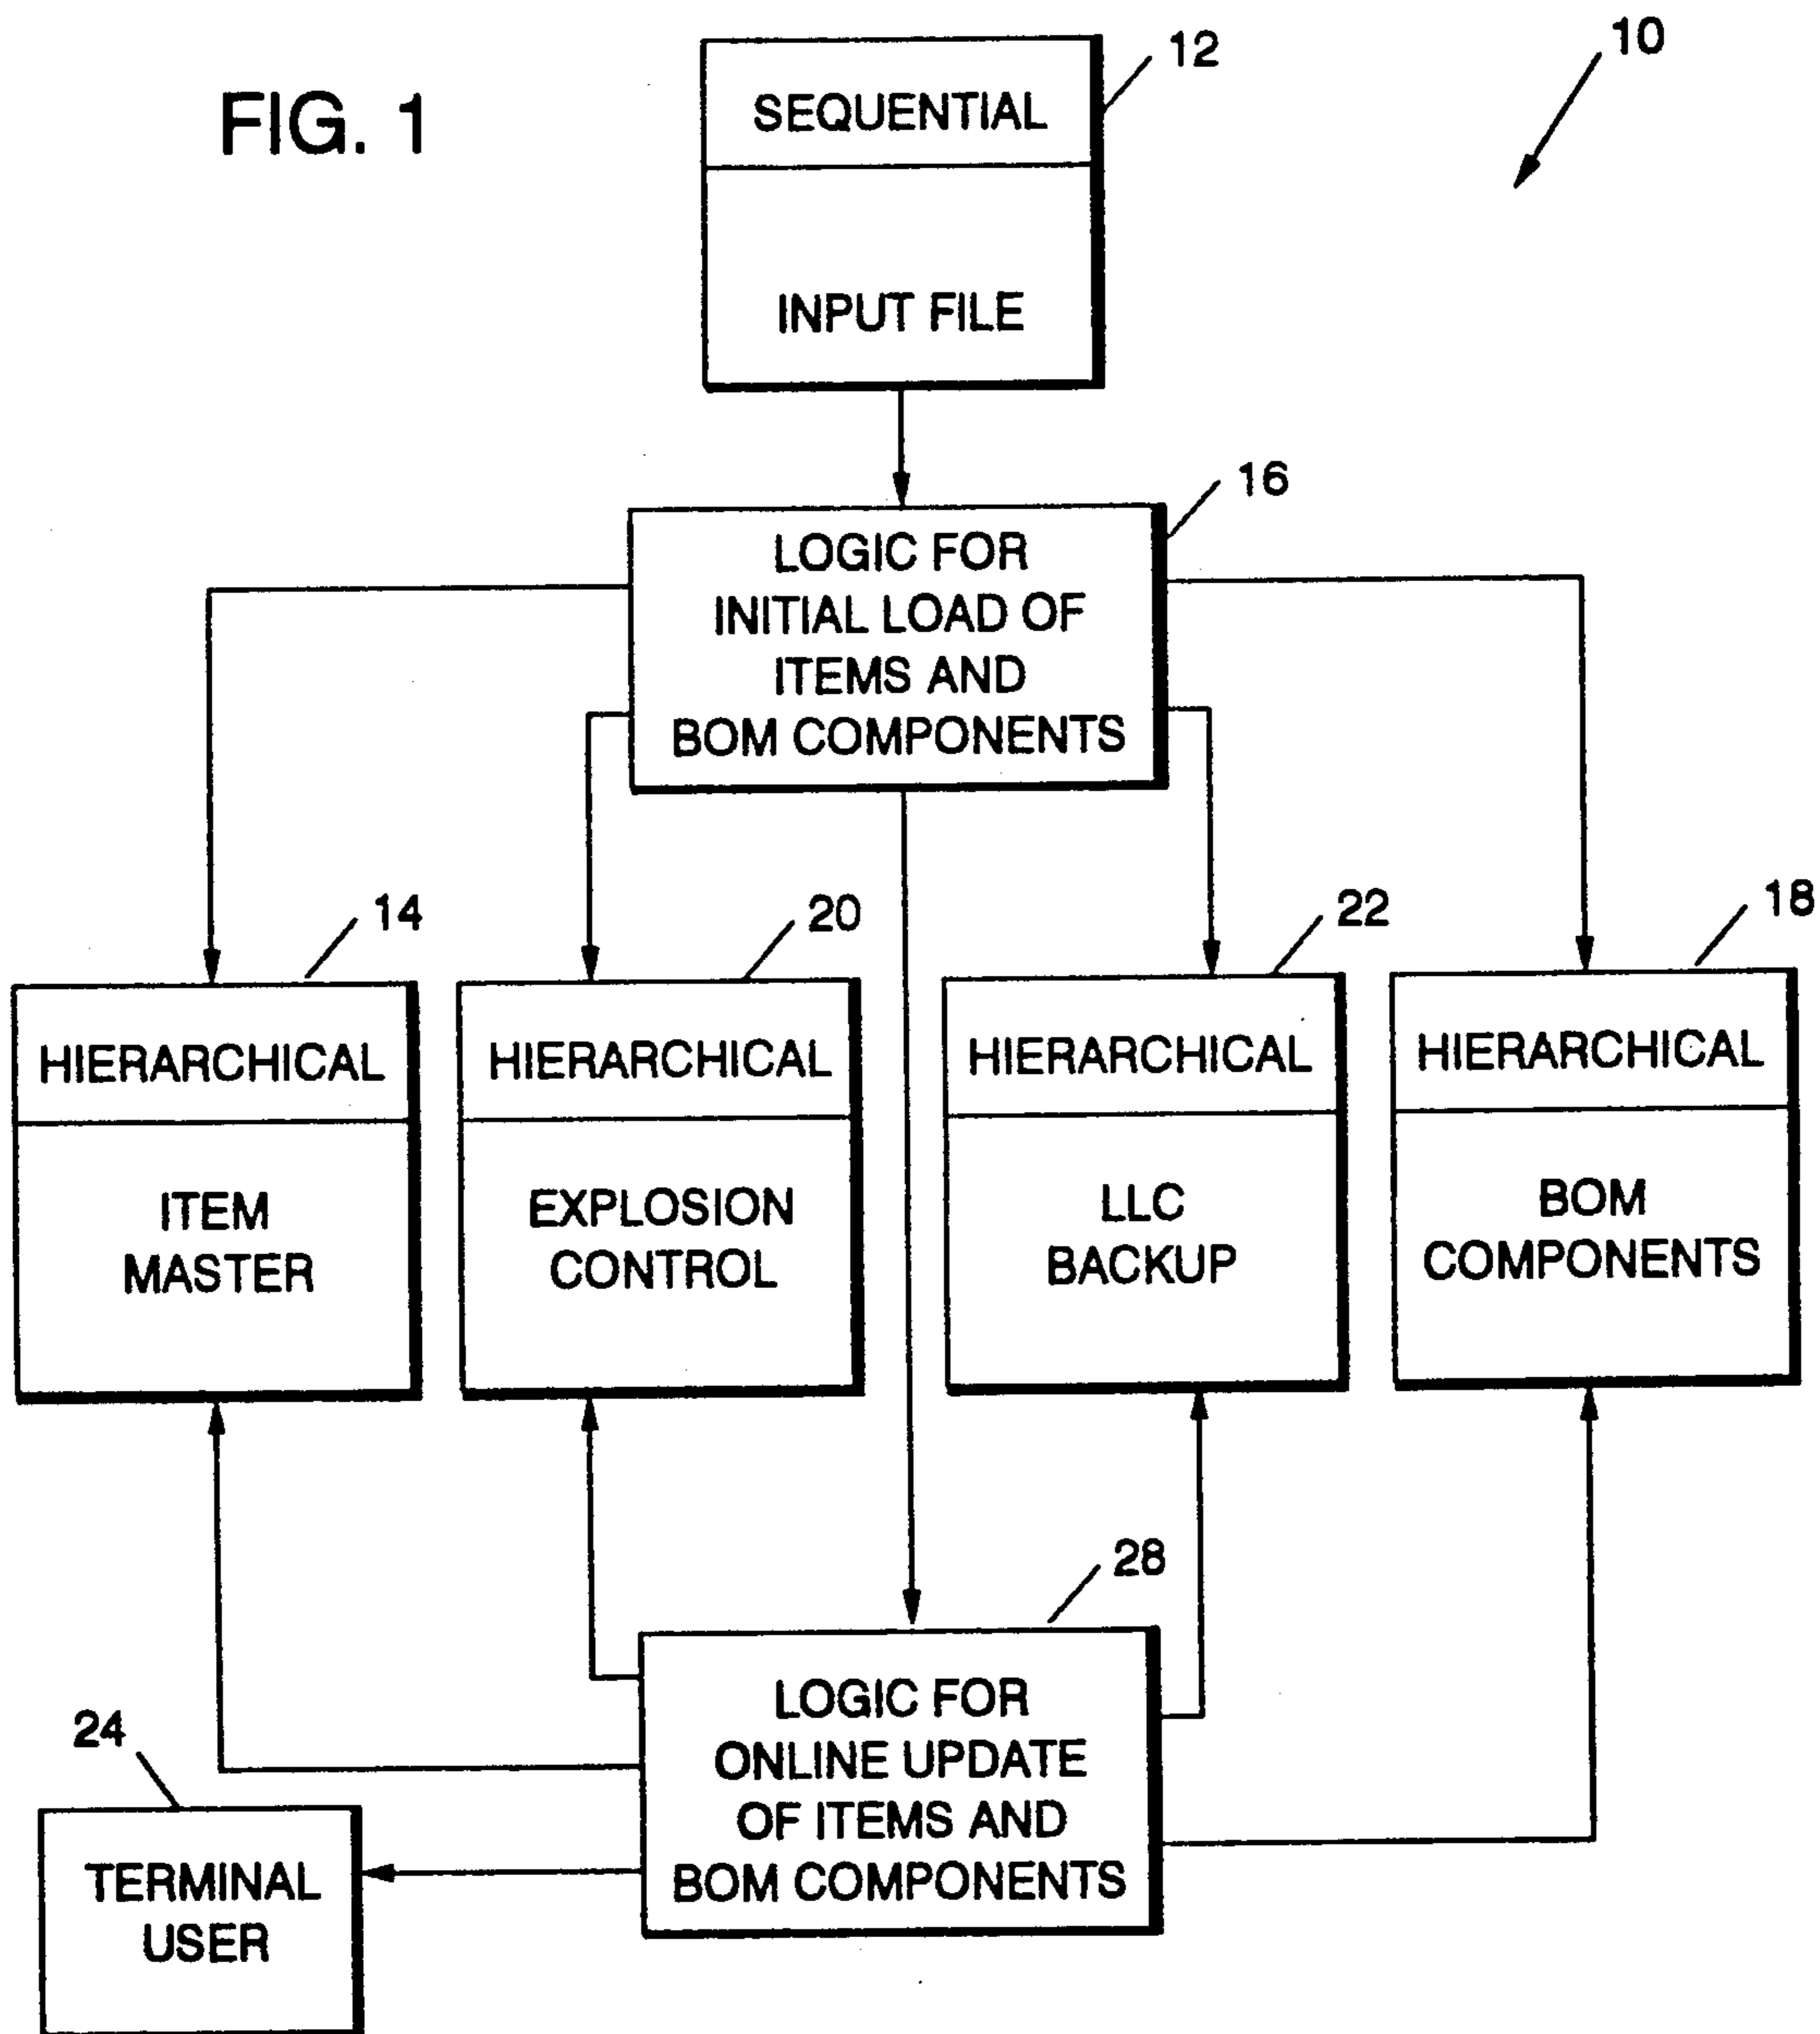 FIG. 1
10
12
SEQUENTIAL
INPUT FILE
16
LOGIC FOR
INITIAL LOAD OF
ITEMS AND
BOM COMPONENTS
14
HIERARCHICAL
ITEM
MASTER
20
HIERARCHICAL
EXPLOSION
CONTROL
22
HIERARCHICAL
LLC
BACKUP
18
HIERARCHICAL
BOM
COMPONENTS
28
LOGIC FOR
ONLINE UPDATE
OF ITEMS AND
BOM COMPONENTS
24
TERMINAL
USER